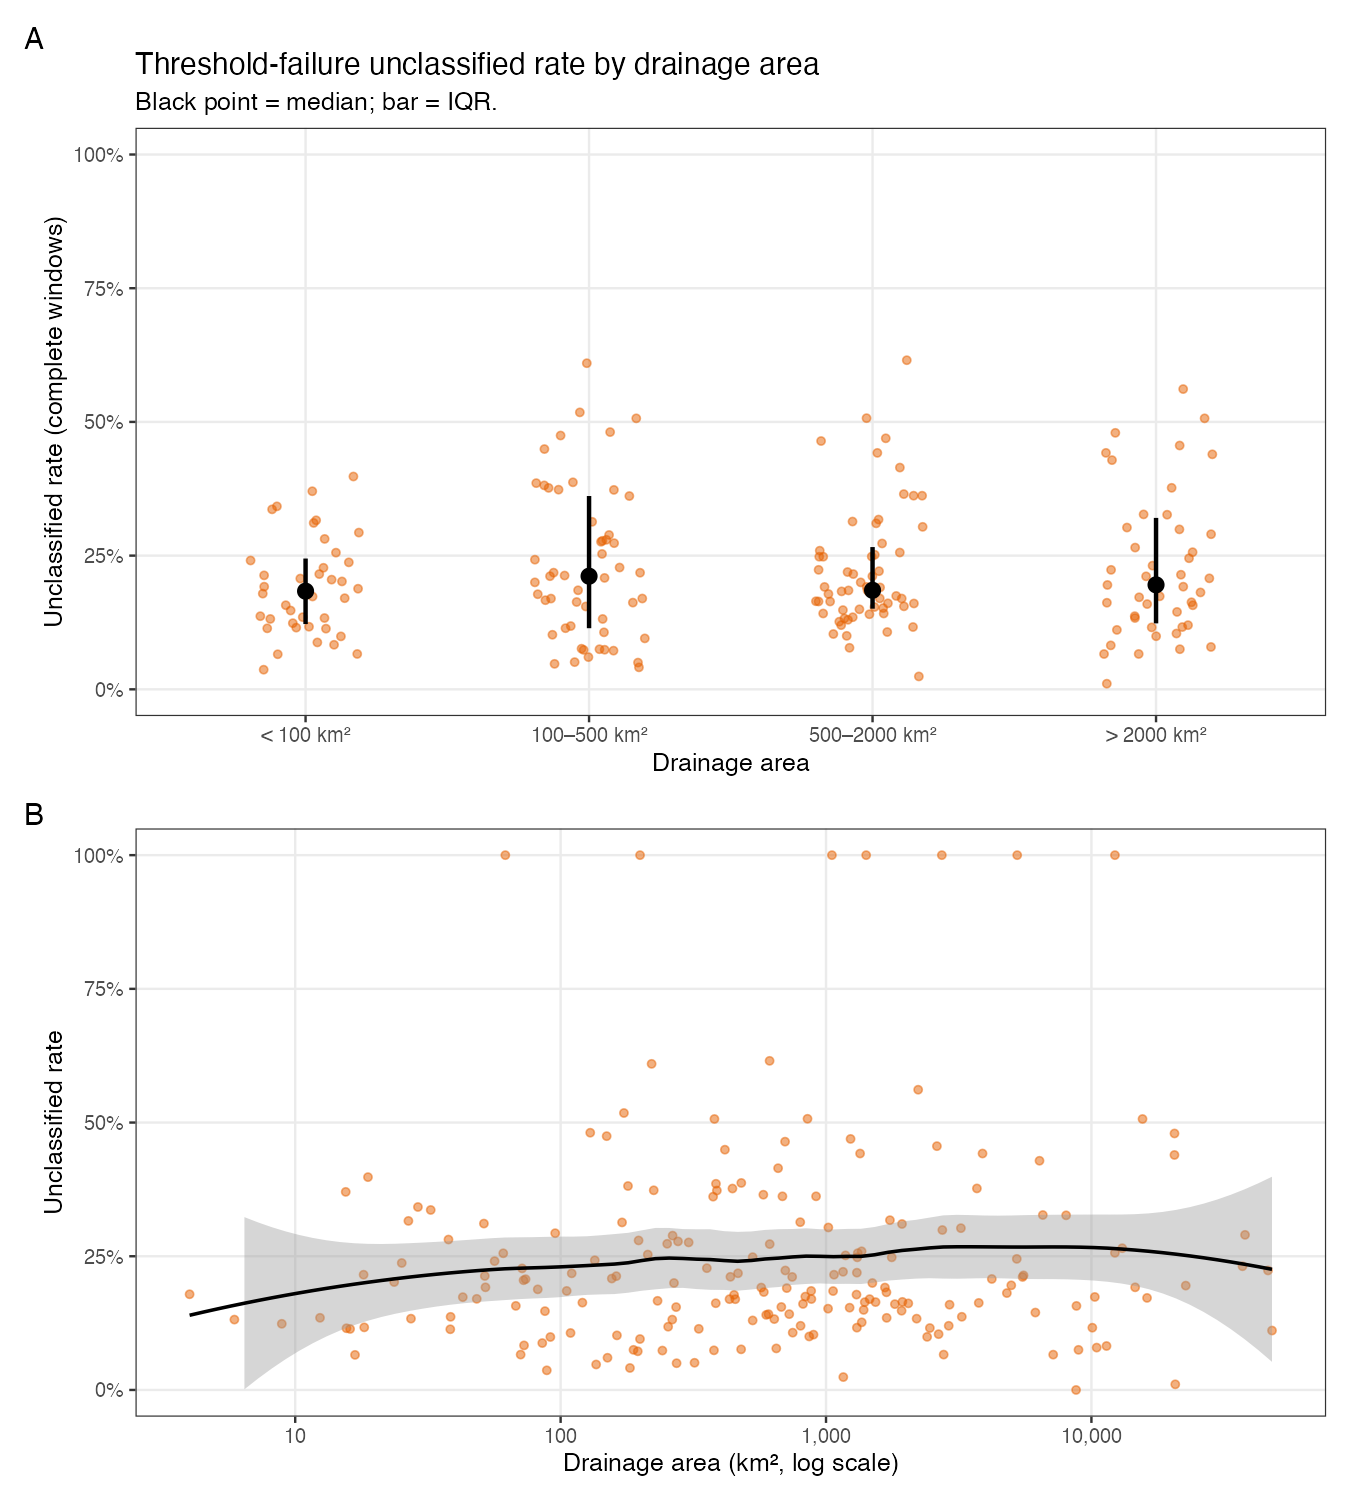 A
Threshold-failure unclassified rate by drainage area
Black point = median; bar = IQR.
Unclassified rate (complete windows)
100%
75%
50%
25%
0%
< 100 km²
100–500 km²
500–2000 km²
> 2000 km²
Drainage area
B
Unclassified rate
100%
75%
50%
25%
0%
10
100
1,000
10,000
Drainage area (km², log scale)